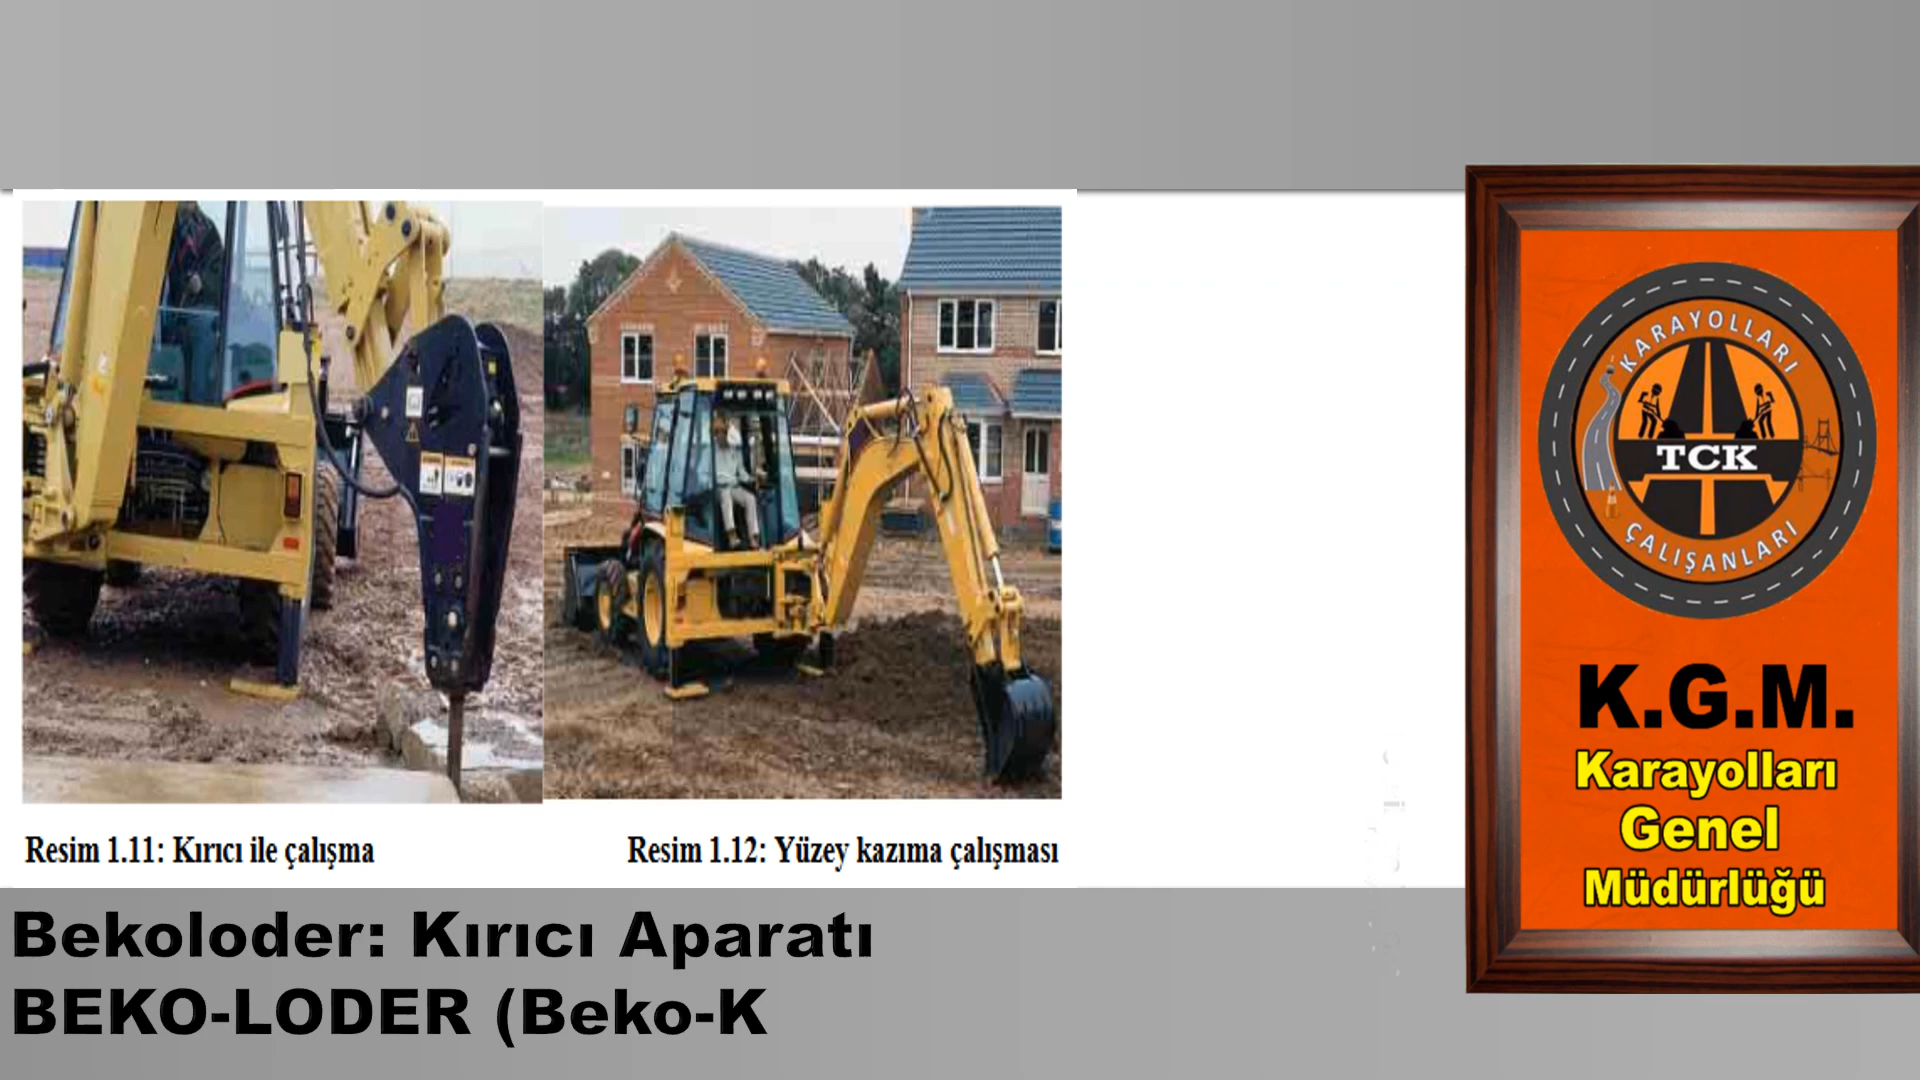 Resim 1.11: Kırıcı ile çalışma
Resim 1.12: Yüzey kazıma çalışması
Bekoloder: Kırıcı Aparatı
BEKO-LODER (Beko-K
KARAYOLLARI
TCK
ÇALIŞANLARI
K.G.M.
Karayolları
Genel
Müdürlüğü